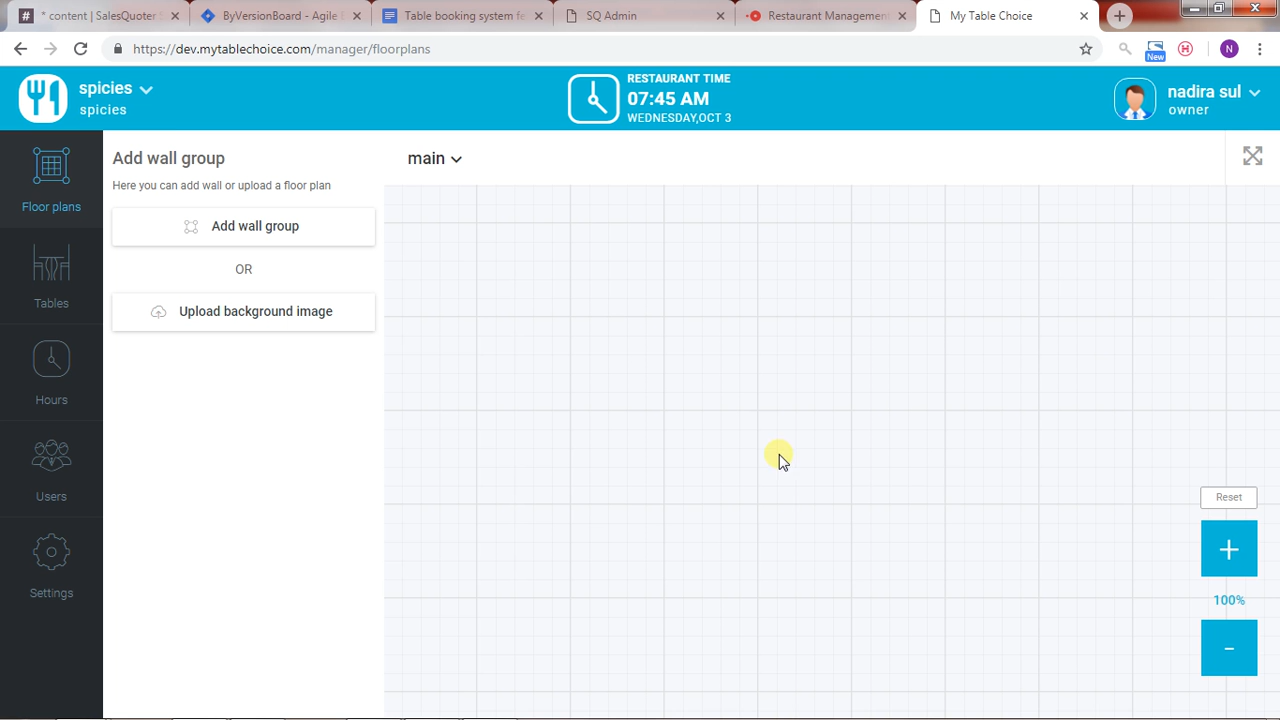 * content | SalesQuoter S
ByVersionBoard - Agile
Table booking system f
SQ Admin
Restaurant Management
My Table Choice
https://dev.mytablechoice.com/manager/floorplans
New
N
spicies
spicies
RESTAURANT TIME
07:45 AM
WEDNESDAY,OCT 3
nadira sul
owner
Floor plans
Tables
Hours
Users
Settings
Add wall group
Here you can add wall or upload a floor plan
Add wall group
OR
Upload background image
main
Reset
+
100%
-